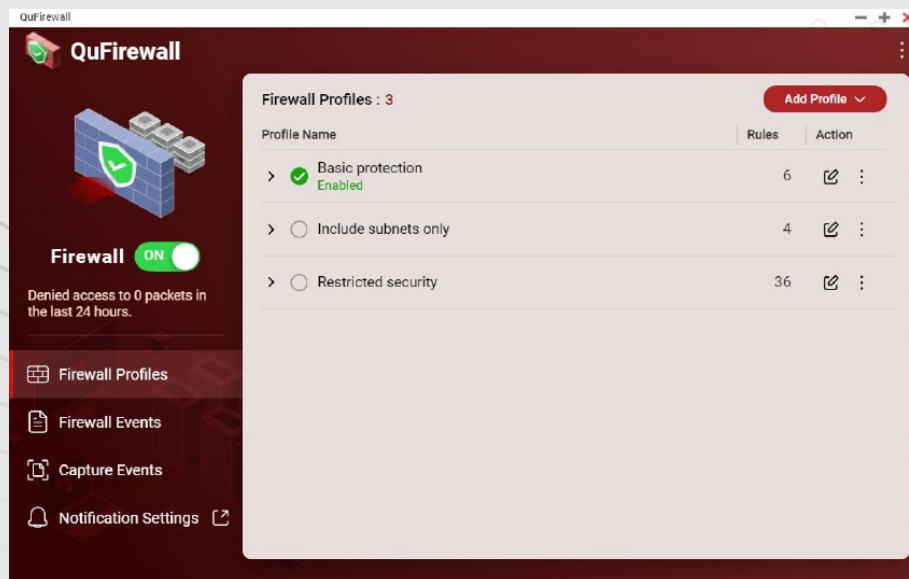 QuFirewall
QuFirewall
Firewall ON
Denied access to 0 packets in
the last 24 hours.
Firewall Profiles
Firewall Events
Capture Events
Notification Settings
Firewall Profiles : 3
Add Profile
Profile Name Rules Action
Basic protection 6
Enabled
Include subnets only 4
Restricted security 36